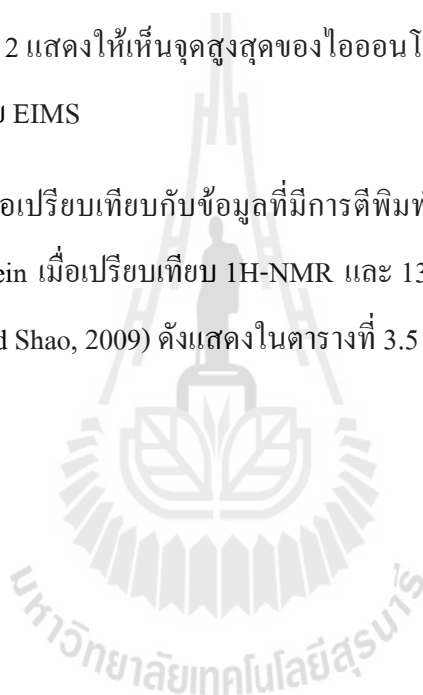 2 แสดงให้เห็นจุดสูงสุดของไอออนโ
EIMS
อเปรียบเทียบกับข้อมูลที่มีการตีพิมพ์
ein เมื่อเปรียบเทียบ 1H-NMR และ 13
d Shao, 2009) ดังแสดงในตารางที่ 3.5
มหาวิทยาลัยเทคโนโลยีสุรนารี